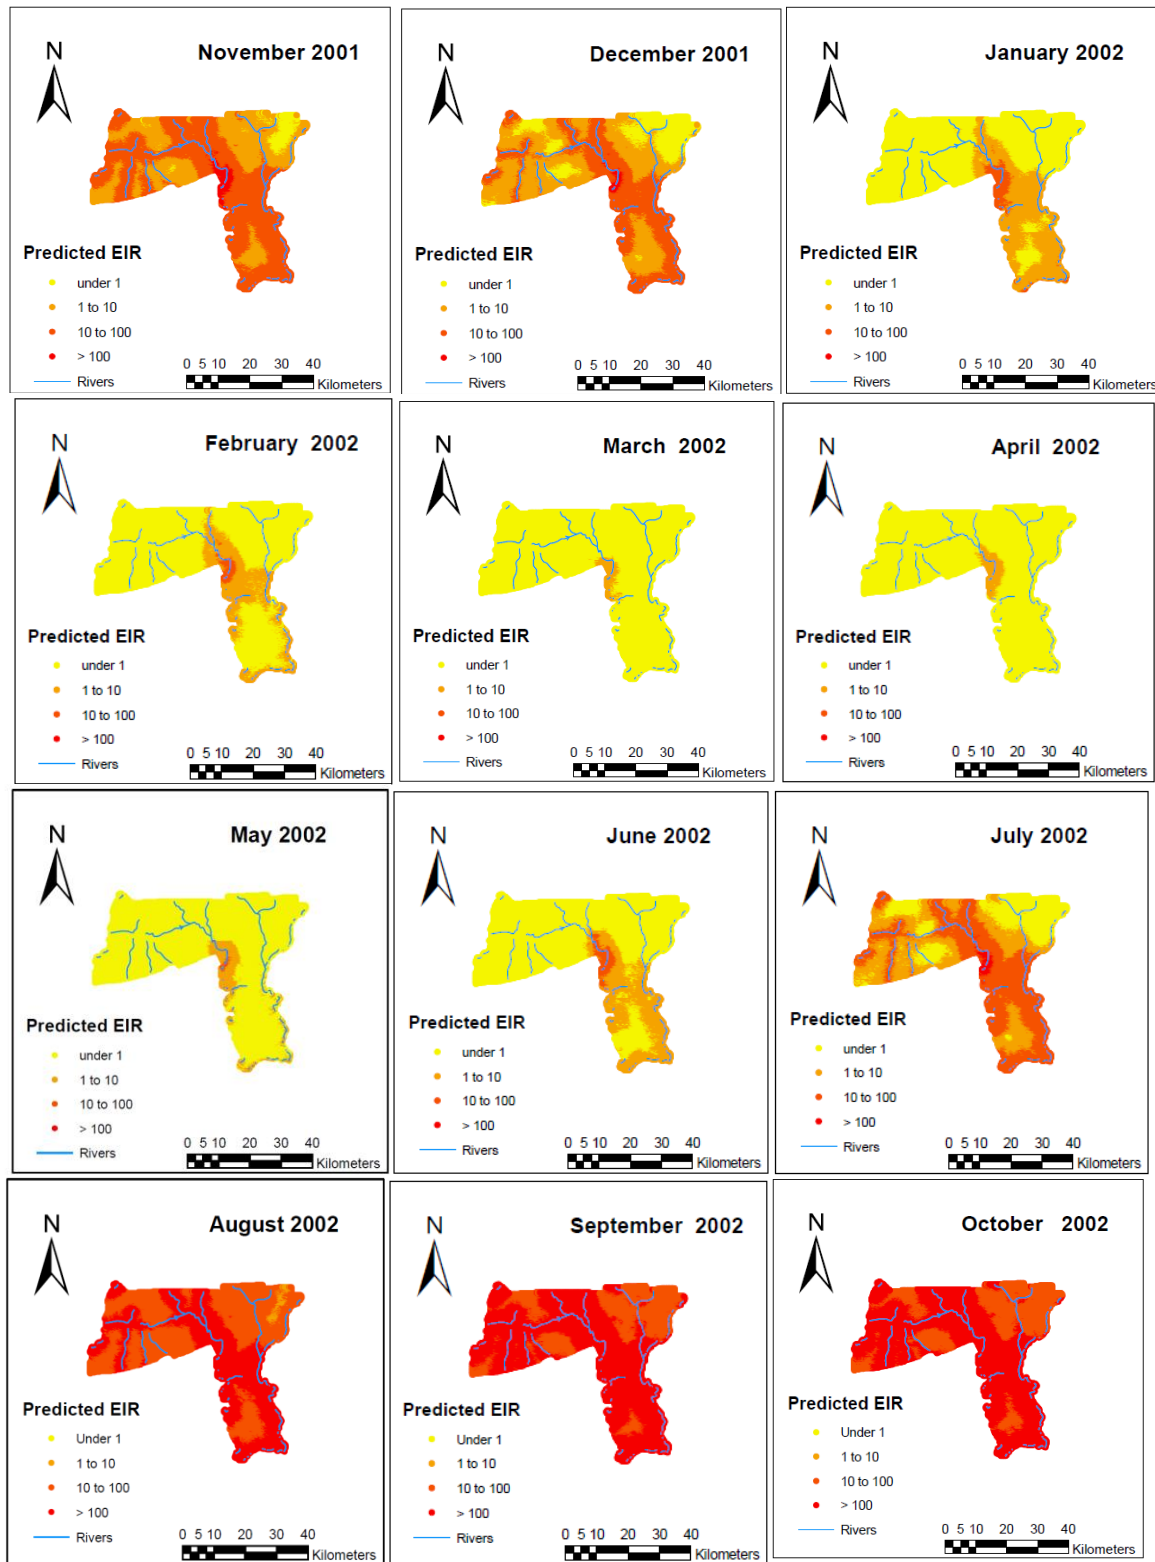 N
November 2001
Predicted EIR
under 1
1 to 10
10 to 100
> 100
Rivers
0 5 10 20 30 40
Kilometers
N
December 2001
Predicted EIR
under 1
1 to 10
10 to 100
> 100
Rivers
0 5 10 20 30 40
Kilometers
N
January 2002
Predicted EIR
under 1
1 to 10
10 to 100
> 100
Rivers
0 5 10 20 30 40
Kilometers
N
February 2002
Predicted EIR
under 1
1 to 10
10 to 100
> 100
Rivers
0 5 10 20 30 40
Kilometers
N
March 2002
Predicted EIR
under 1
1 to 10
10 to 100
> 100
Rivers
0 5 10 20 30 40
Kilometers
N
April 2002
Predicted EIR
under 1
1 to 10
10 to 100
> 100
Rivers
0 5 10 20 30 40
Kilometers
N
May 2002
Predicted EIR
under 1
1 to 10
10 to 100
> 100
Rivers
0 5 10 20 30 40
Kilometers
N
June 2002
Predicted EIR
under 1
1 to 10
10 to 100
> 100
Rivers
0 5 10 20 30 40
Kilometers
N
July 2002
Predicted EIR
under 1
1 to 10
10 to 100
> 100
Rivers
0 5 10 20 30 40
Kilometers
N
August 2002
Predicted EIR
Under 1
1 to 10
10 to 100
> 100
Rivers
0 5 10 20 30 40
Kilometers
N
September 2002
Predicted EIR
Under 1
1 to 10
10 to 100
> 100
Rivers
0 5 10 20 30 40
Kilometers
N
October 2002
Predicted EIR
Under 1
1 to 10
10 to 100
> 100
Rivers
0 5 10 20 30 40
Kilometers